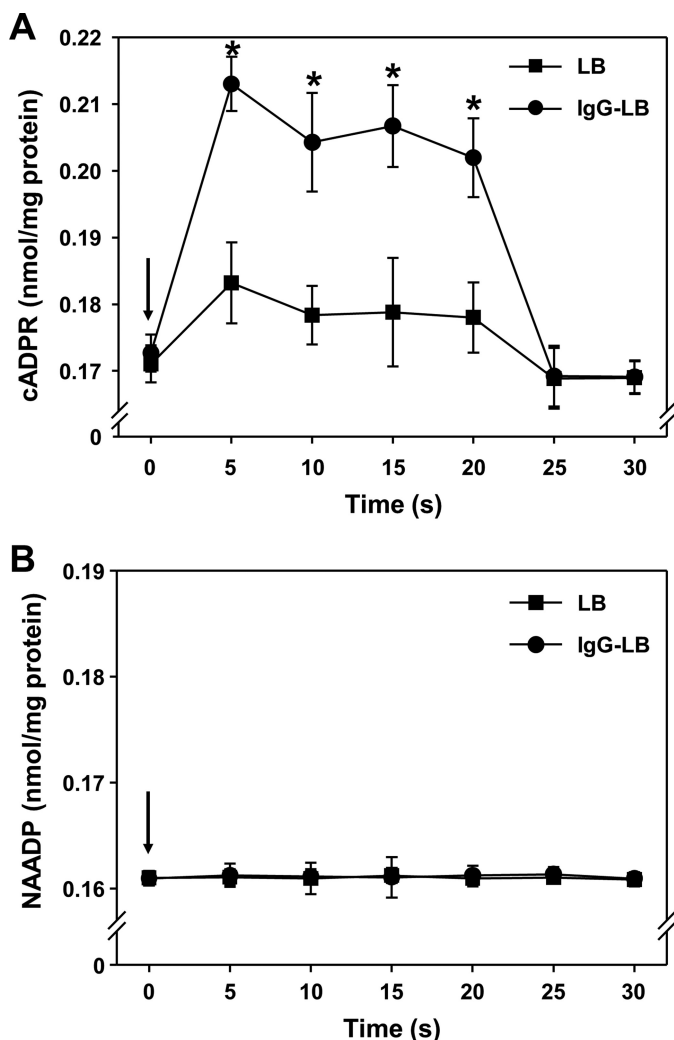 A
cADPR (nmol/mg protein)
0.22
0.21
0.20
0.19
0.18
0.17
0
* * * *
LB
IgG-LB
0 5 10 15 20 25 30
Time (s)
B
NAADP (nmol/mg protein)
0.19
0.18
0.17
0.16
0
LB
IgG-LB
0 5 10 15 20 25 30
Time (s)